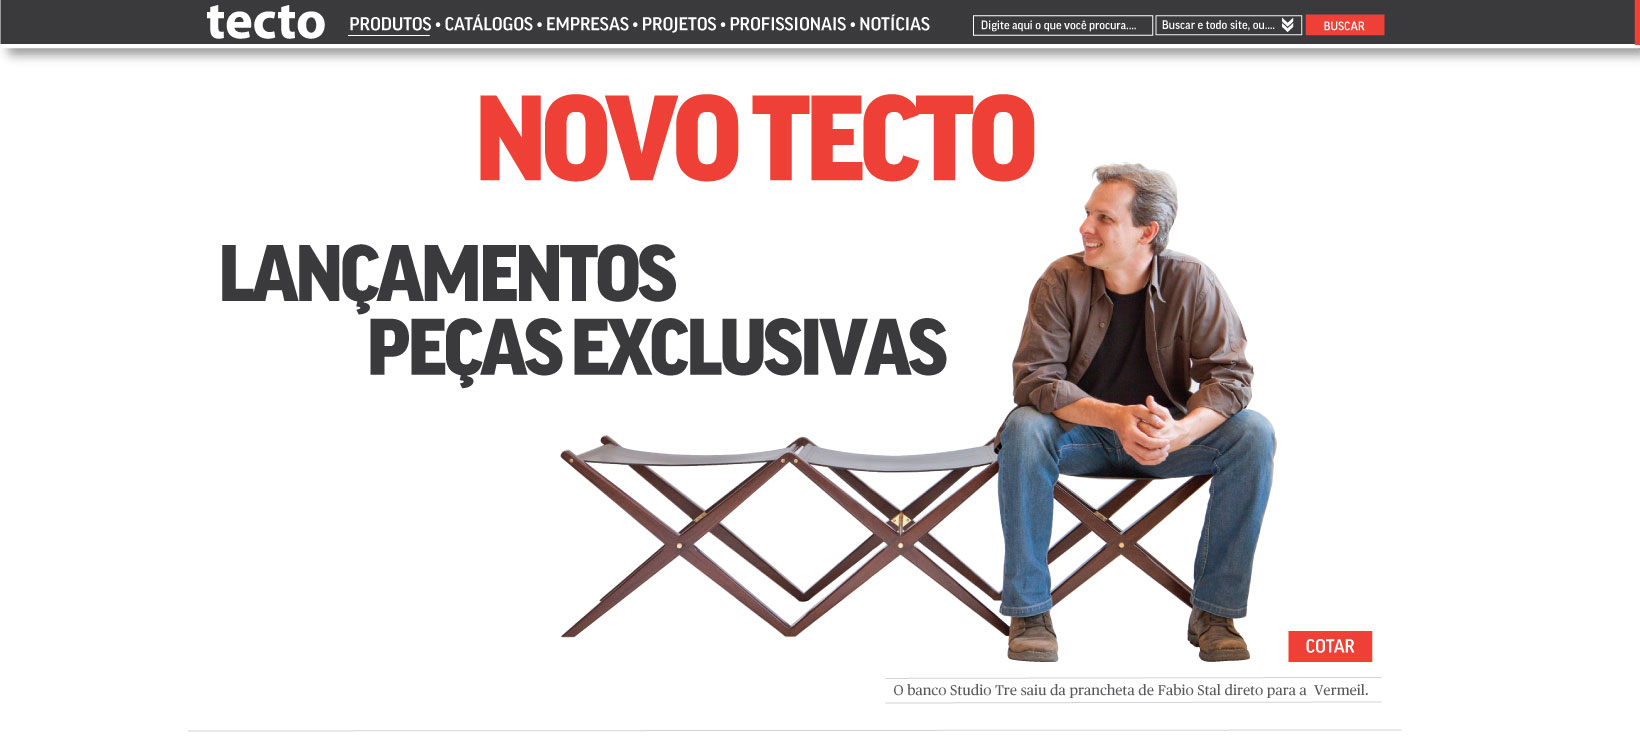 tecto
PRODUTOS • CATÁLOGOS • EMPRESAS • PROJETOS • PROFISSIONAIS • NOTÍCIAS
Digite aqui o que você procura....
Buscar e todo site, ou....
BUSCAR
NOVO TECTO
LANÇAMENTOS
PEÇAS EXCLUSIVAS
COTAR
O banco Studio Tre saiu da prancheta de Fabio Stal direto para a Vermeil.